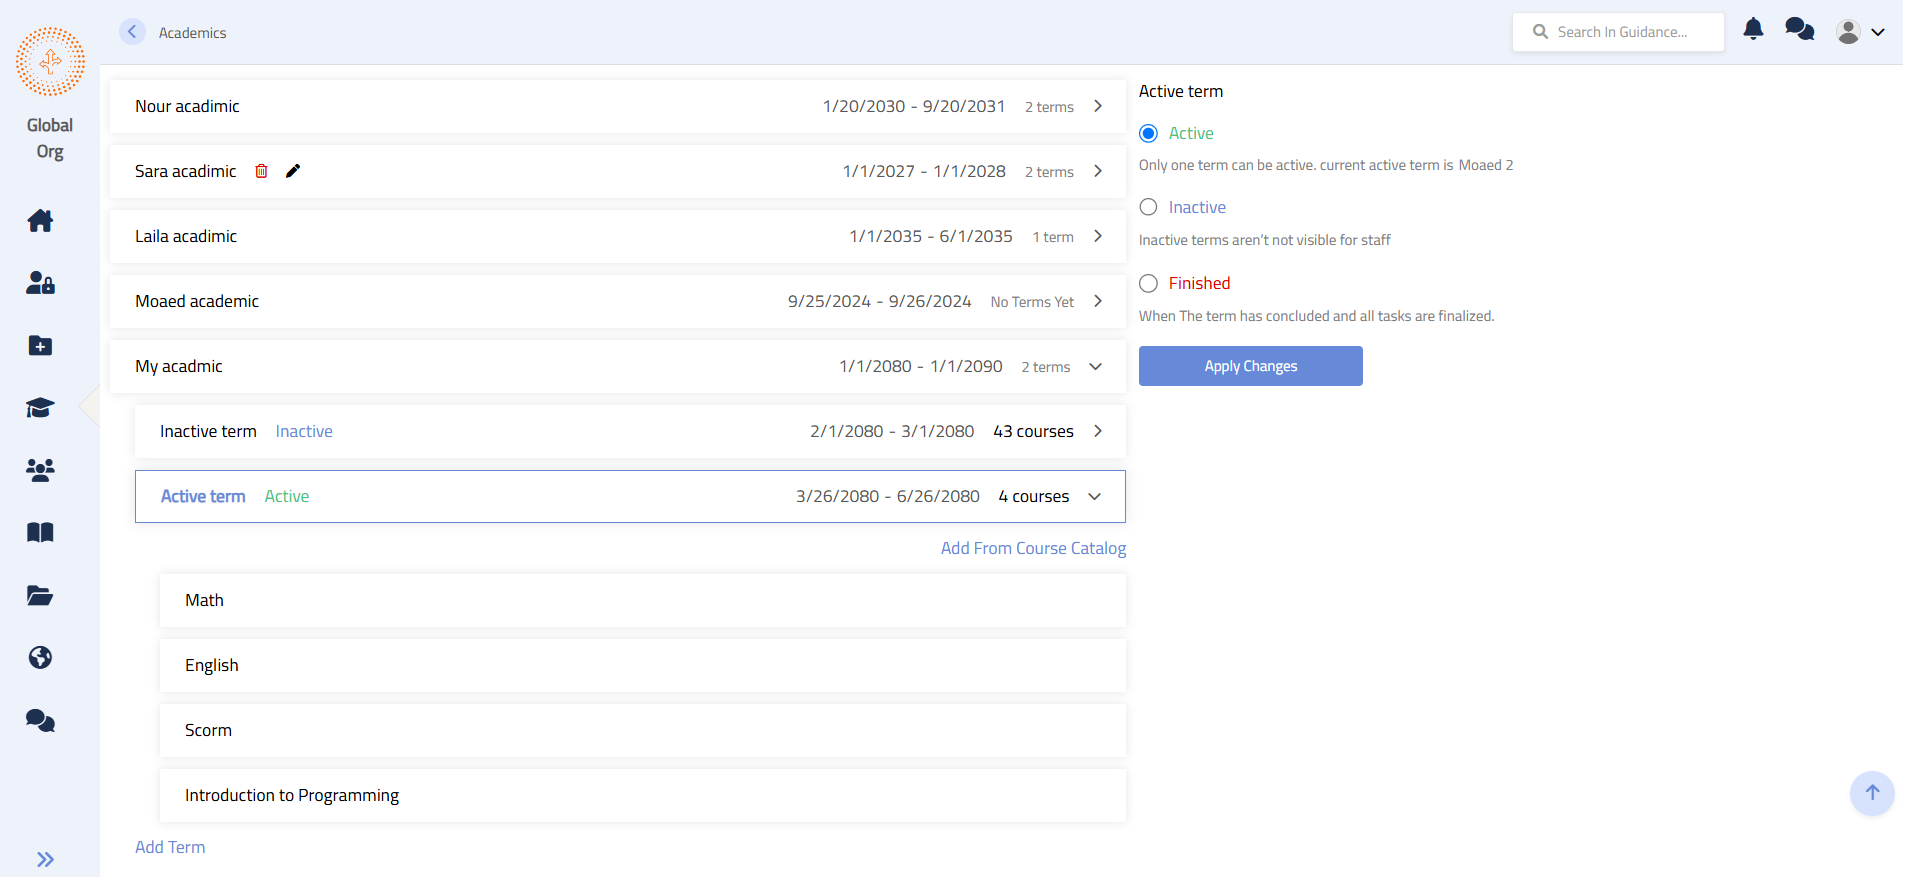 Academics
Search In Guidance...
Global
Org
Nour acadimic 1/20/2030 - 9/20/2031 2 terms
Sara acadimic 1/1/2027 - 1/1/2028 2 terms
Laila acadimic 1/1/2035 - 6/1/2035 1 term
Moaed academic 9/25/2024 - 9/26/2024 No Terms Yet
My acadmic 1/1/2080 - 1/1/2090 2 terms
Inactive term Inactive 2/1/2080 - 3/1/2080 43 courses
Active term Active 3/26/2080 - 6/26/2080 4 courses
Add From Course Catalog
Math
English
Scorm
Introduction to Programming
Add Term
Active term
Active
Only one term can be active. current active term is Moaed 2
Inactive
Inactive terms aren't not visible for staff
Finished
When The term has concluded and all tasks are finalized.
Apply Changes